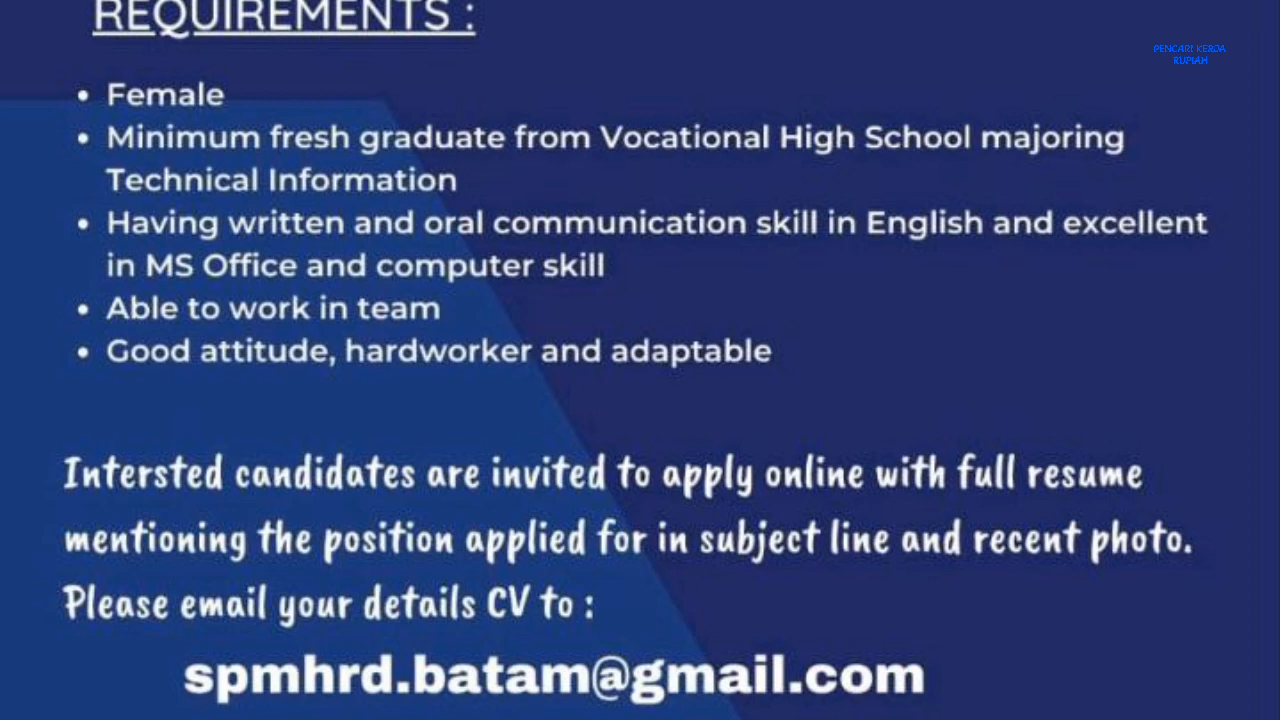 REQUIREMENTS :
PENCARI KERJA
RUPIAH
• Female
• Minimum fresh graduate from Vocational High School majoring
Technical Information
• Having written and oral communication skill in English and excellent
in MS Office and computer skill
• Able to work in team
• Good attitude, hardworker and adaptable
Intersted candidates are invited to apply online with full resume
mentioning the position applied for in subject line and recent photo.
Please email your details CV to :
spmhrd.batam@gmail.com